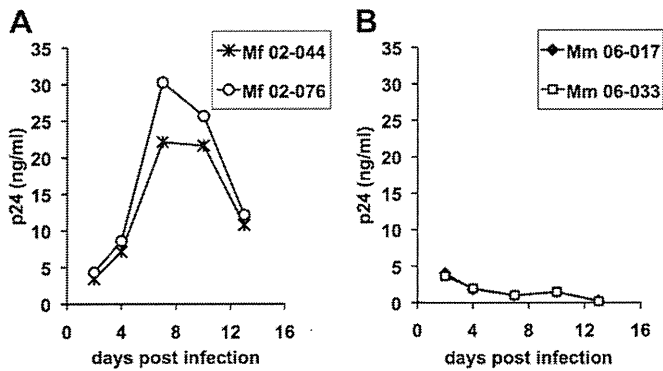 A
Mf 02-044
Mf 02-076
p24 (ng/ml)
35
30
25
20
15
10
5
0
0 4 8 12 16
days post infection
B
Mm 06-017
Mm 06-033
p24 (ng/ml)
35
30
25
20
15
10
5
0
0 4 8 12 16
days post infection